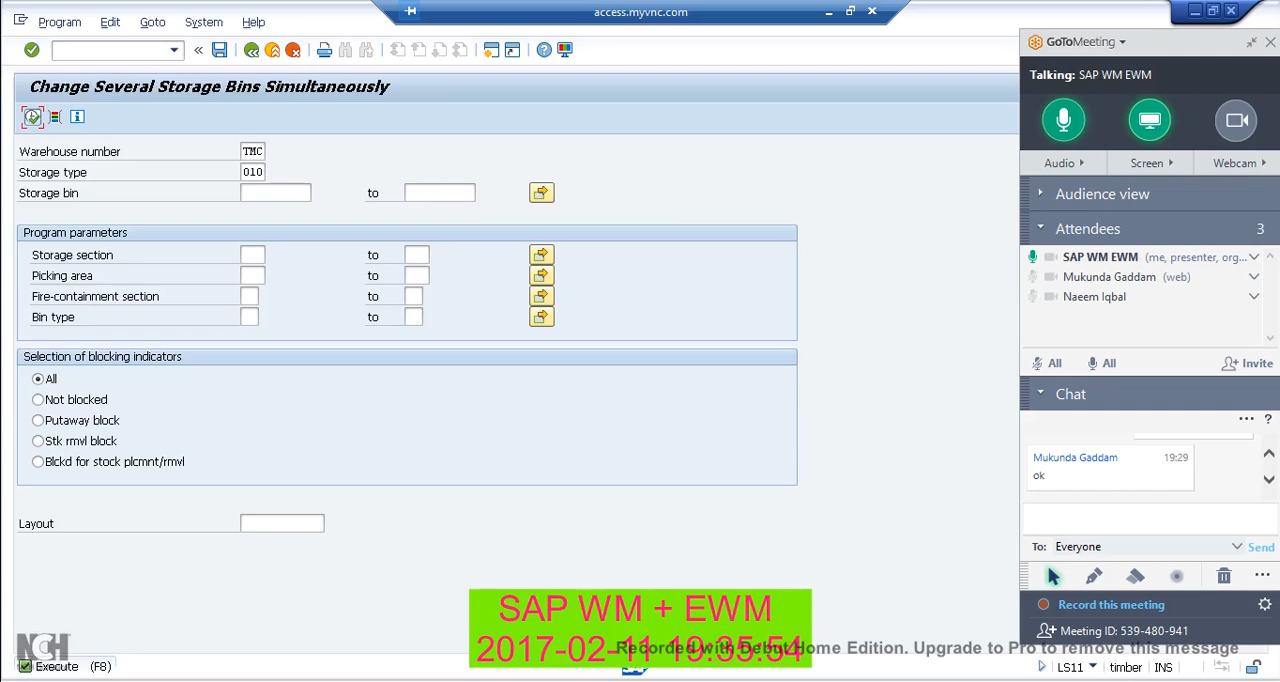 Program Edit Goto System Help
access.myvnc.com
GoToMeeting
Talking: SAP WM EWM
Change Several Storage Bins Simultaneously
Audio Screen Webcam
Warehouse number TMC
Storage type 010
Storage bin to
Audience view
Attendees 3
Program parameters
Storage section to
Picking area to
Fire-containment section to
Bin type to
SAP WM EWM (me, presenter, org...
Mukunda Gaddam (web)
Naeem Iqbal
Selection of blocking indicators
All
Not blocked
Putaway block
Stk rmvl block
Blckd for stock plcmnt/rmvl
All All Invite
Chat
... ?
Mukunda Gaddam 19:29
ok
Layout
To: Everyone Send
SAP WM + EWM
2017-02-11 19:35:54
Record this meeting
Meeting ID: 539-480-941
Recorded with Debut Home Edition. Upgrade to Pro to remove this message
NCH
Execute (F8)
SAP
LS11 timber INS